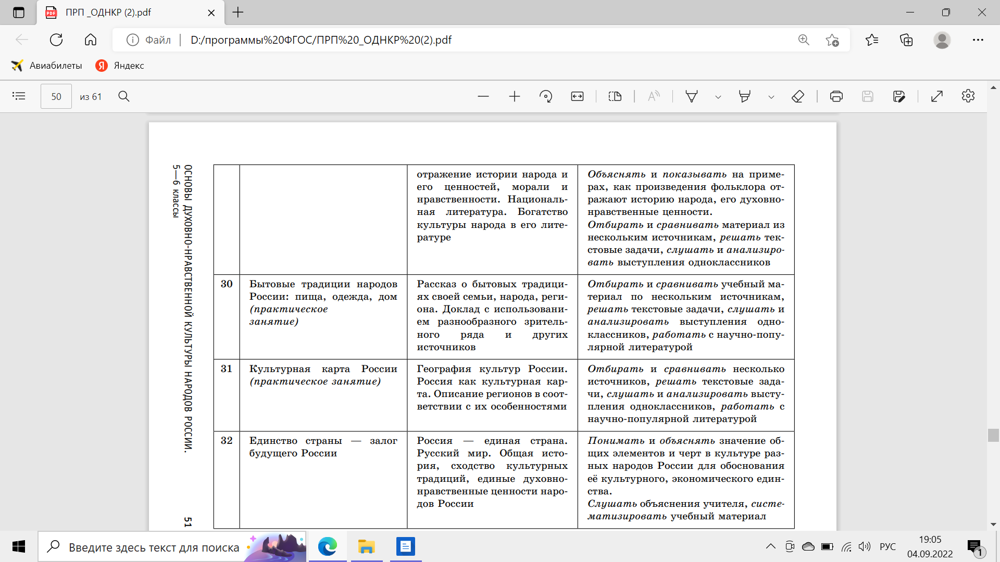 ПРП _ОДНКР (2).pdf
Файл
D:/программы%20ФГОС/ПРП%20_ОДНКР%20(2).pdf
Авиабилеты
Яндекс
50
из 61
ОСНОВЫ ДУХОВНО-НРАВСТВЕННОЙ КУЛЬТУРЫ НАРОДОВ РОССИИ.
5—6 классы
отражение истории народа и
его ценностей, морали и
нравственности. Националь-
ная литература. Богатство
культуры народа в его лите-
ратуре
Объяснять и показывать на приме-
рах, как произведения фольклора от-
ражают историю народа, его духовно-
нравственные ценности.
Отбирать и сравнивать материал из
нескольким источникам, решать тек-
стовые задачи, слушать и анализиро-
вать выступления одноклассников
30
Бытовые традиции народов
России: пища, одежда, дом
(практическое
занятие)
Рассказ о бытовых традици-
ях своей семьи, народа, реги-
она. Доклад с использовани-
ем разнообразного зритель-
ного ряда и других
источников
Отбирать и сравнивать учебный ма-
териал по нескольким источникам,
решать текстовые задачи, слушать и
анализировать выступления одно-
классников, работать с научно-попу-
лярной литературой
31
Культурная карта России
(практическое занятие)
География культур России.
Россия как культурная кар-
та. Описание регионов в соот-
ветствии с их особенностями
Отбирать и сравнивать несколько
источников, решать текстовые зада-
чи, слушать и анализировать высту-
пления одноклассников, работать с
научно-популярной литературой
32
Единство страны — залог
будущего России
Россия — единая страна.
Русский мир. Общая исто-
рия, сходство культурных
традиций, единые духовно-
нравственные ценности наро-
дов России
Понимать и объяснять значение об-
щих элементов и черт в культуре раз-
ных народов России для обоснования
её культурного, экономического един-
ства.
Слушать объяснения учителя, систе-
матизировать учебный материал
51
Введите здесь текст для поиска
РУС
19:05
04.09.2022
1